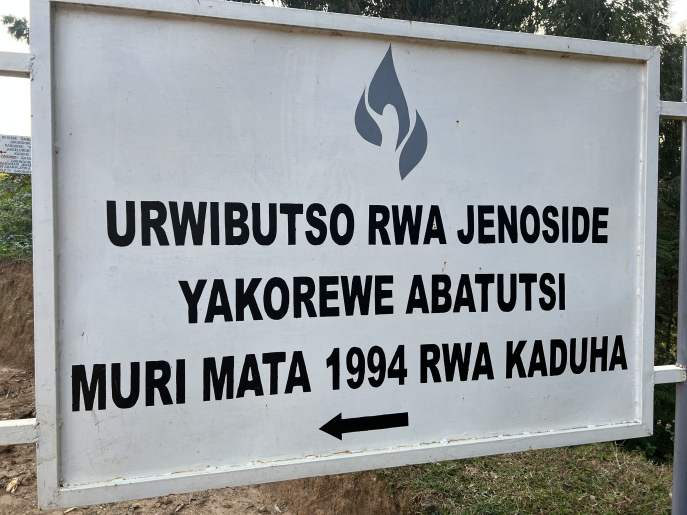 URWIBUTSO RWA JENOSIDE
YAKOREWE ABATUTSI
MURI MATA 1994 RWA KADUHA